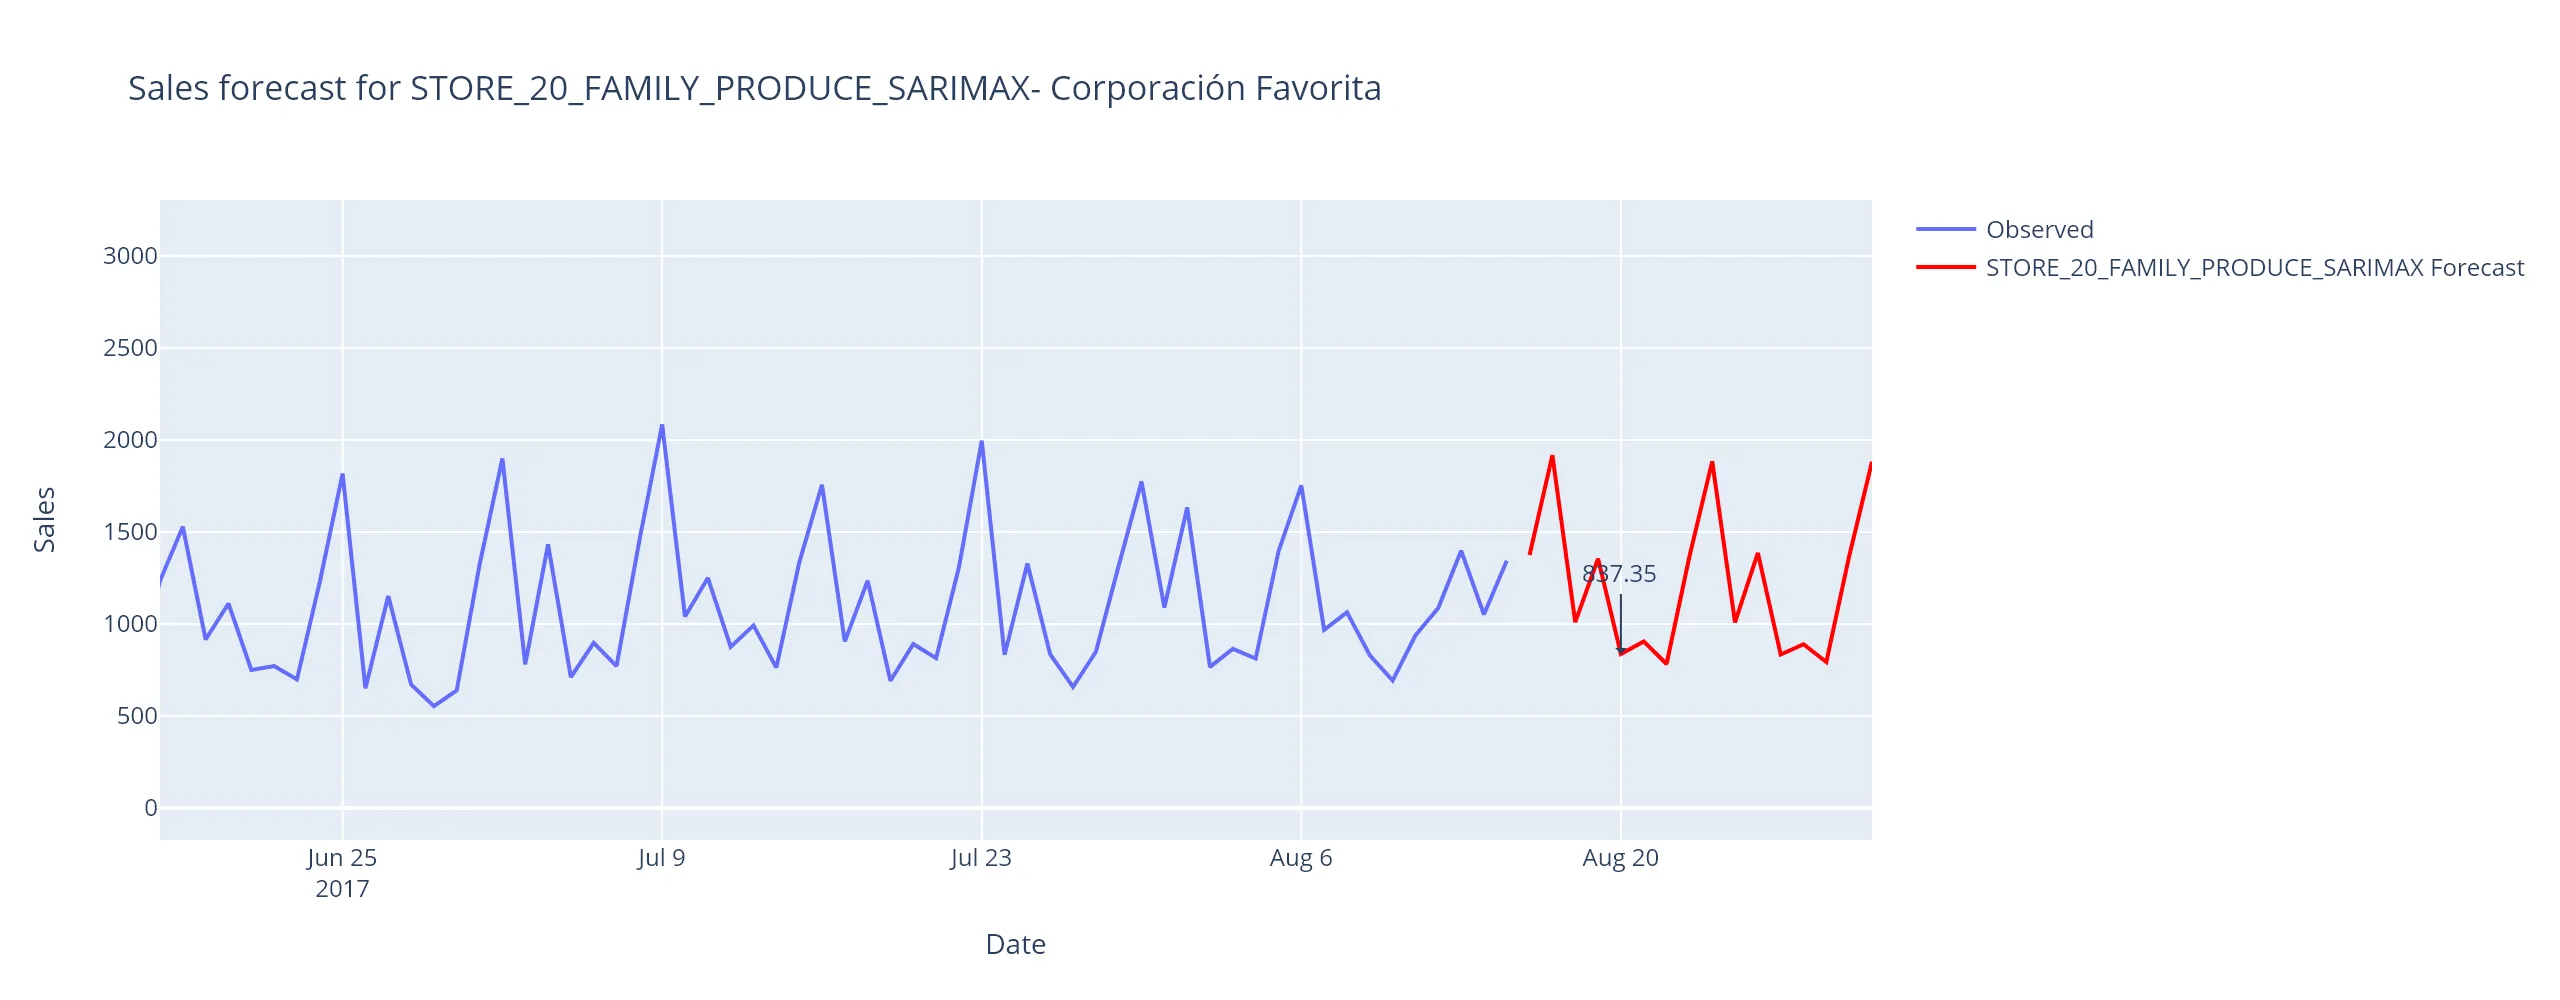 Sales forecast for STORE_20_FAMILY_PRODUCE_SARIMAX- Corporación Favorita
Observed
STORE_20_FAMILY_PRODUCE_SARIMAX Forecast
3000
2500
2000
1500
1000
500
0
Sales
837.35
Jun 25
2017
Jul 9
Jul 23
Aug 6
Aug 20
Date